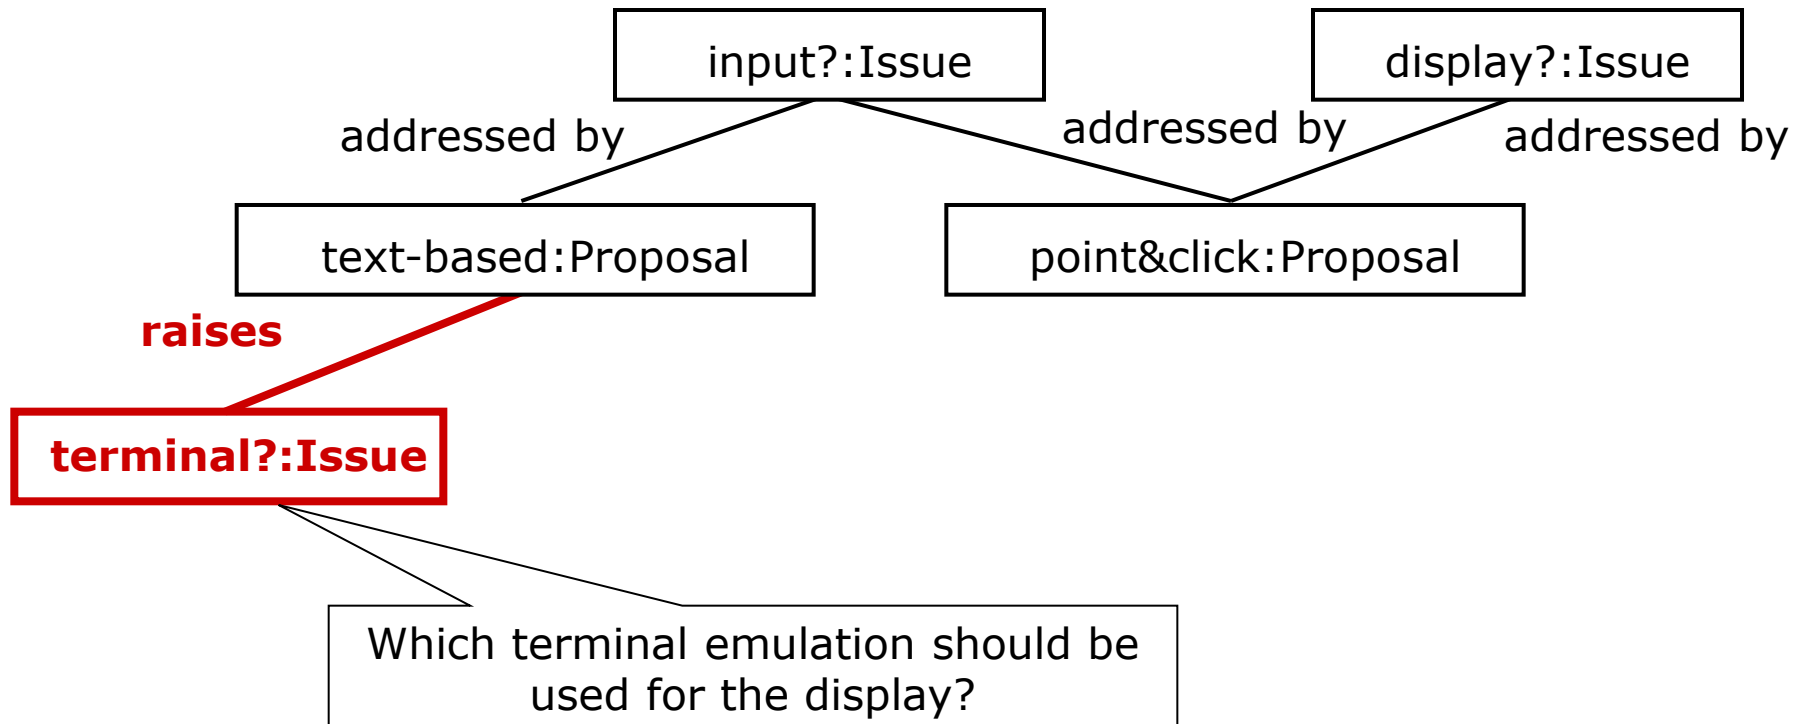 input?:Issue
display?:Issue
addressed by
addressed by
addressed by
text-based:Proposal
point&click:Proposal
raises
terminal?:Issue
Which terminal emulation should be
used for the display?